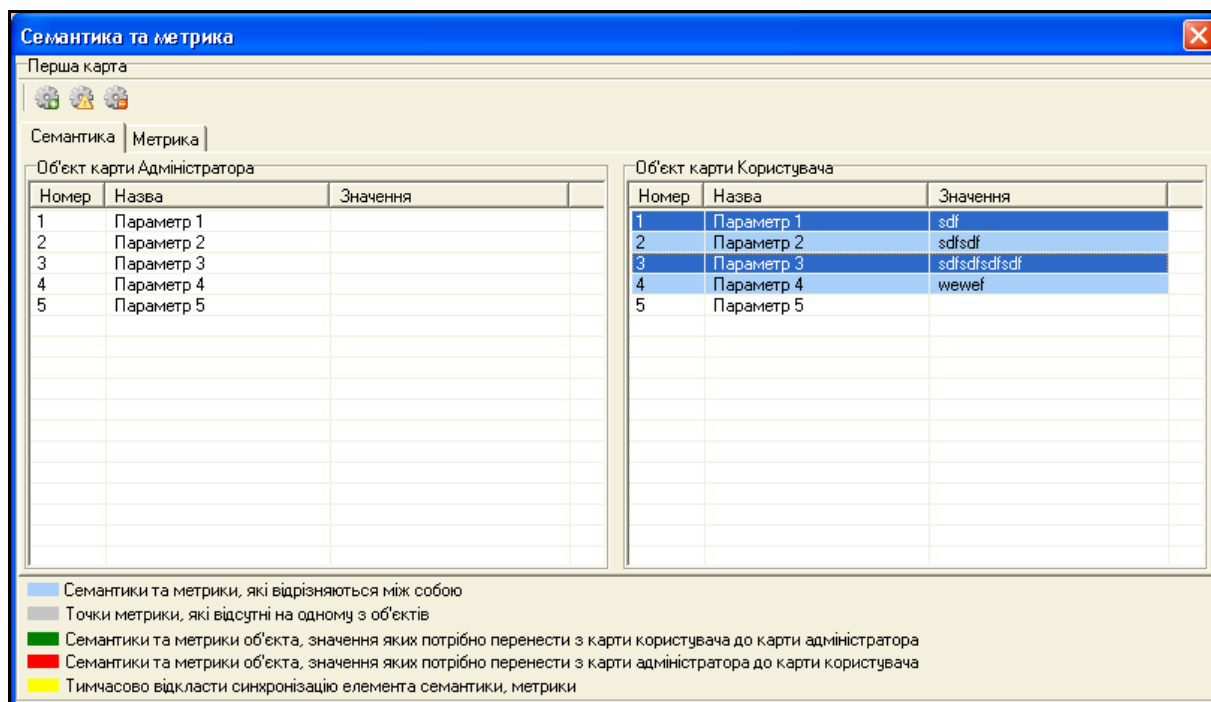 Семантика та метрика
Перша карта
Семантика Метрика
Об'єкт карти Адміністратора
Номер Назва Значення
1 Параметр 1
2 Параметр 2
3 Параметр 3
4 Параметр 4
5 Параметр 5
Об'єкт карти Користувача
Номер Назва Значення
1 Параметр 1 sdf
2 Параметр 2 sdfsdf
3 Параметр 3 sdfsdfsdfsdf
4 Параметр 4 wewef
5 Параметр 5
Семантики та метрики, які відрізняються між собою
Точки метрики, які відсутні на одному з об'єктів
Семантики та метрики об'єкта, значення яких потрібно перенести з карти користувача до карти адміністратора
Семантики та метрики об'єкта, значення яких потрібно перенести з карти адміністратора до карти користувача
Тимчасово відкласти синхронізацію елемента семантики, метрики